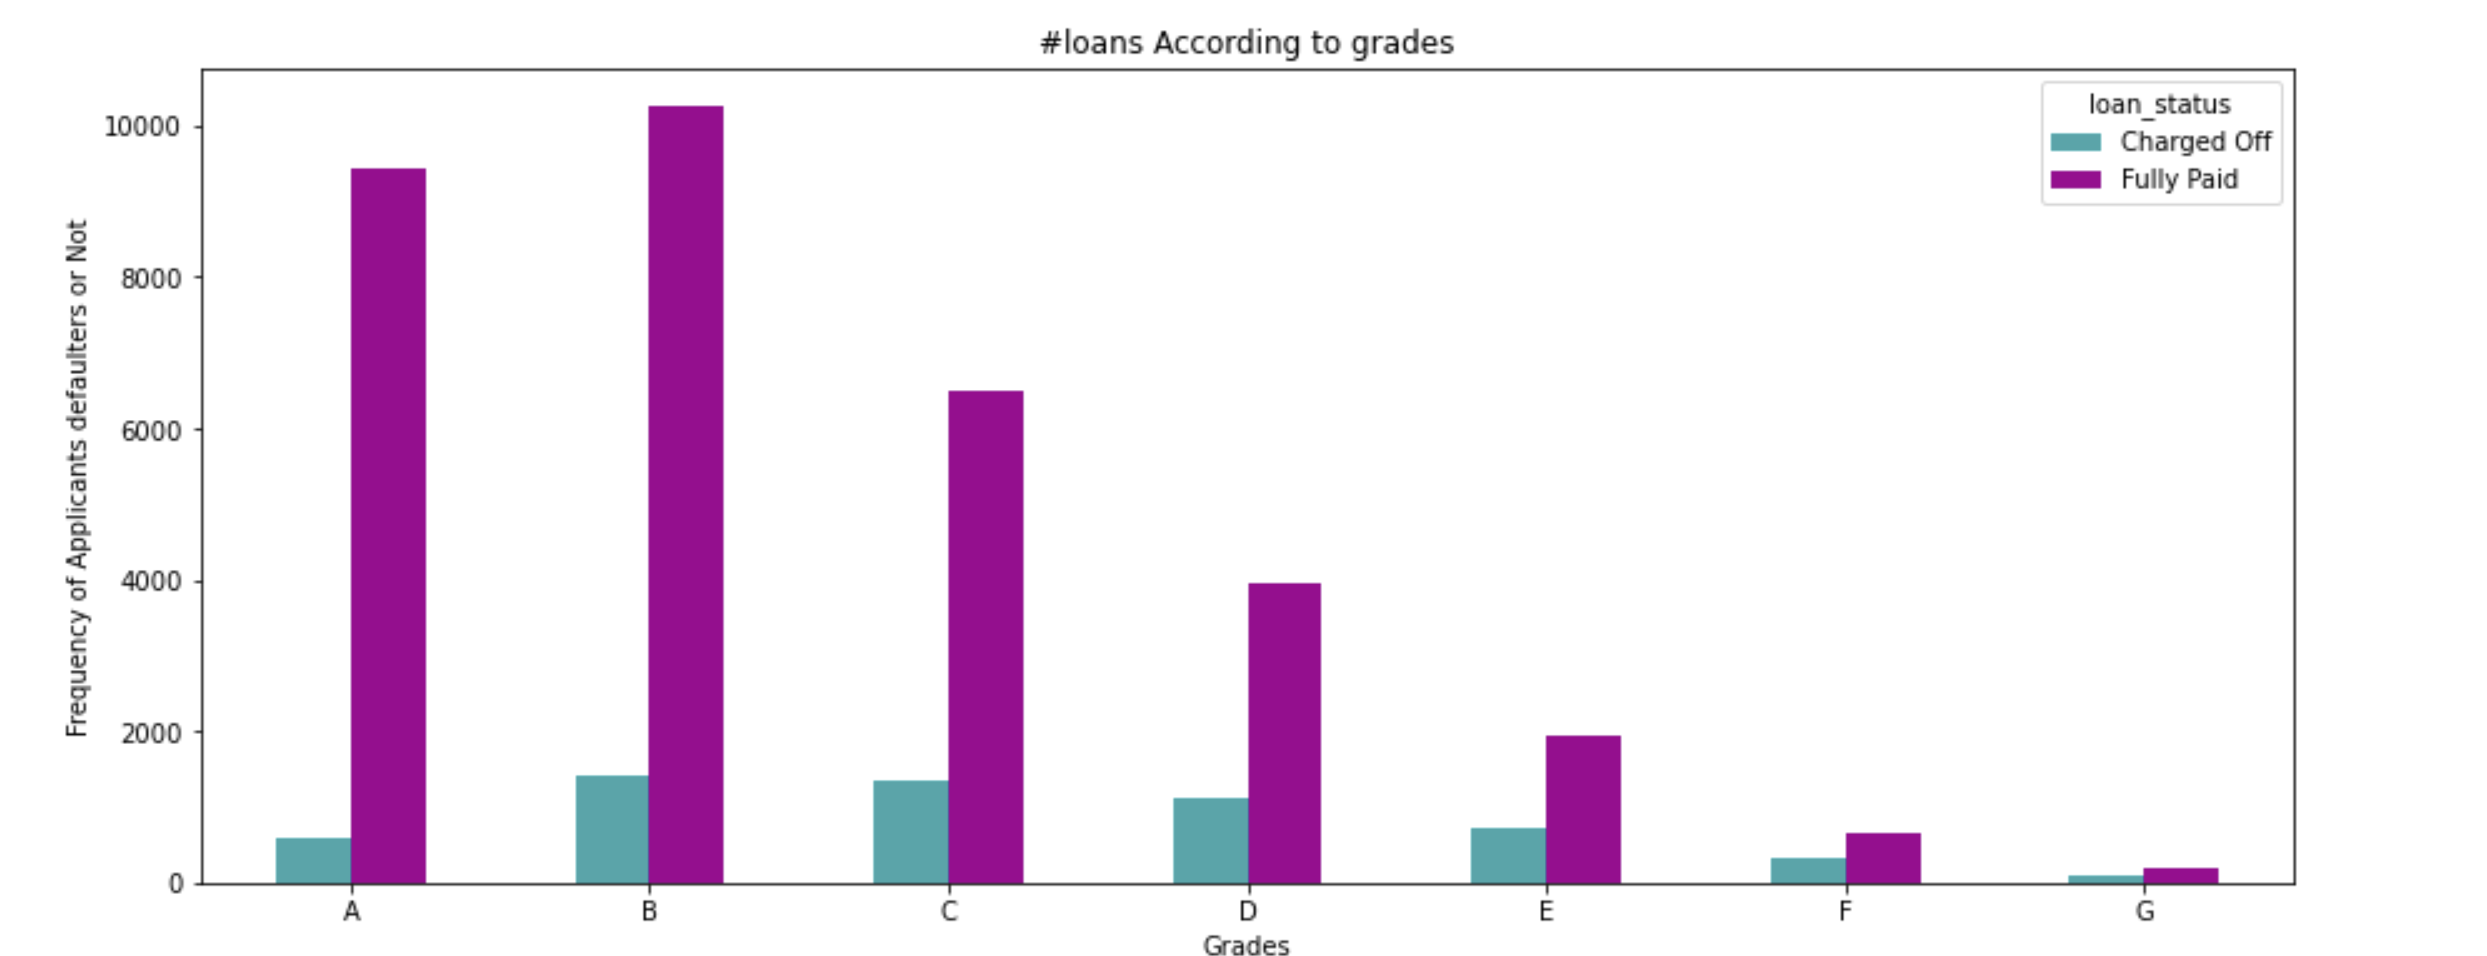 #loans According to grades
loan_status
Charged Off
Fully Paid
Frequency of Applicants defaulters or Not
10000
8000
6000
4000
2000
0
A B C D E F G
Grades